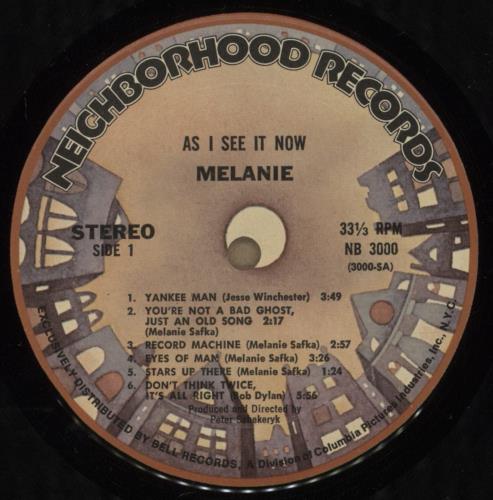 NEIGHBORHOOD RECORDS
AS I SEE IT NOW
MELANIE
STEREO
SIDE 1
33⅓ RPM
NB 3000
(3000-SA)
1. YANKEE MAN (Jesse Winchester) 3:49
2. YOU'RE NOT A BAD GHOST,
JUST AN OLD SONG 2:17
(Melanie Safka)
3. RECORD MACHINE (Melanie Safka) 2:57
4. EYES OF MAN (Melanie Safka) 3:26
5. STARS UP THERE (Melanie Safka) 1:24
6. DON'T THINK TWICE,
IT'S ALL RIGHT (Bob Dylan) 5:56
Produced and Directed by
Peter Schekeryk
EXCLUSIVELY DISTRIBUTED BY BELL RECORDS, A Division of Columbia Pictures Industries, Inc., N.Y.C.